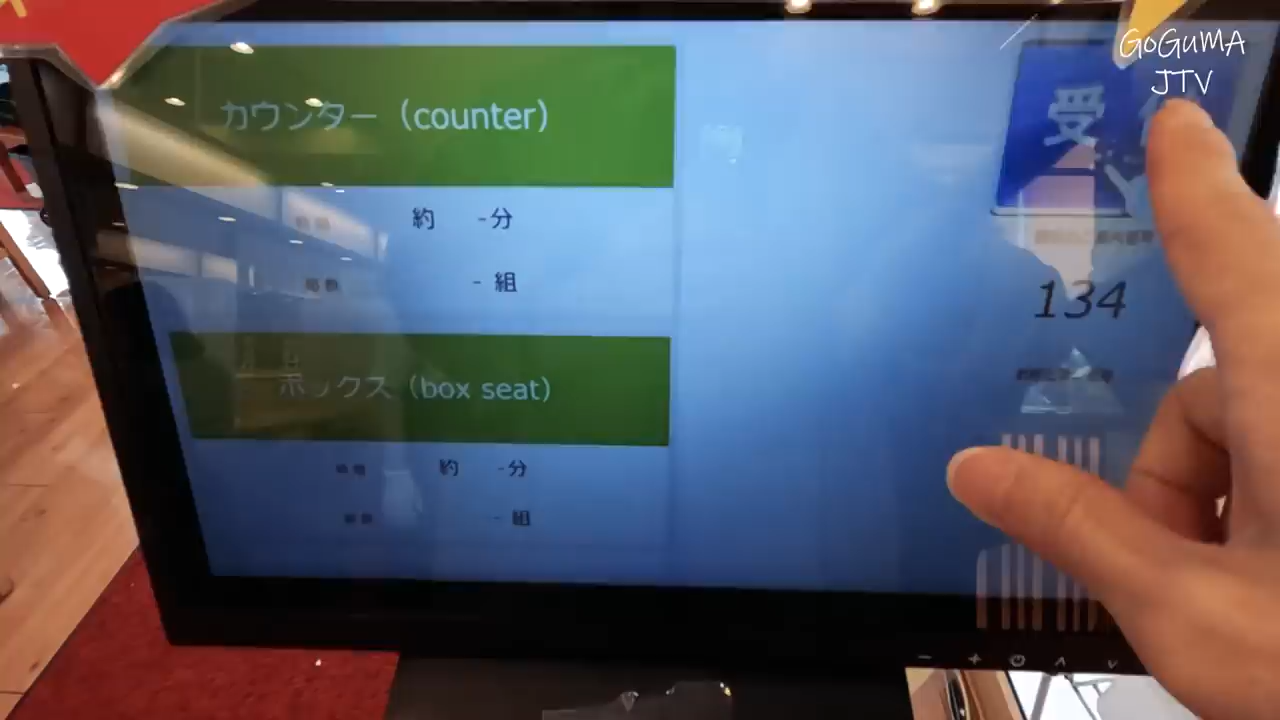 カウンター (counter)
約 -分
- 組
ボックス (box seat)
約 -分
- 組
受
134
GoGuMA
JTV